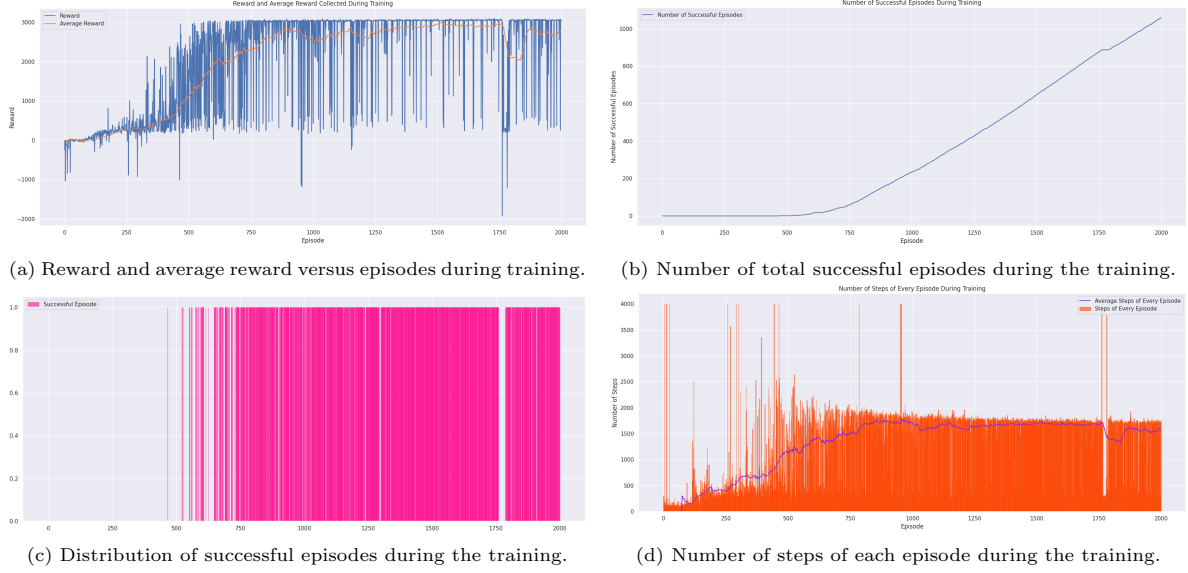 Reward and Average Reward Collected During Training
Reward
Average Reward
3000
2000
1000
0
−1000
−2000
Reward
0 250 500 750 1000 1250 1500 1750 2000
Episode
(a) Reward and average reward versus episodes during training.
Number of Successful Episodes During Training
Number of Successful Episodes
1000
800
600
400
200
0
Number of Successful Episodes
0 250 500 750 1000 1250 1500 1750 2000
Episode
(b) Number of total successful episodes during the training.
Successful Episode
1.0
0.8
0.6
0.4
0.2
0.0
0 250 500 750 1000 1250 1500 1750 2000
(c) Distribution of successful episodes during the training.
Number of Steps of Every Episode During Training
Average Steps of Every Episode
Steps of Every Episode
4000
3500
3000
2500
2000
1500
1000
500
0
Number of Steps
0 250 500 750 1000 1250 1500 1750 2000
Episode
(d) Number of steps of each episode during the training.